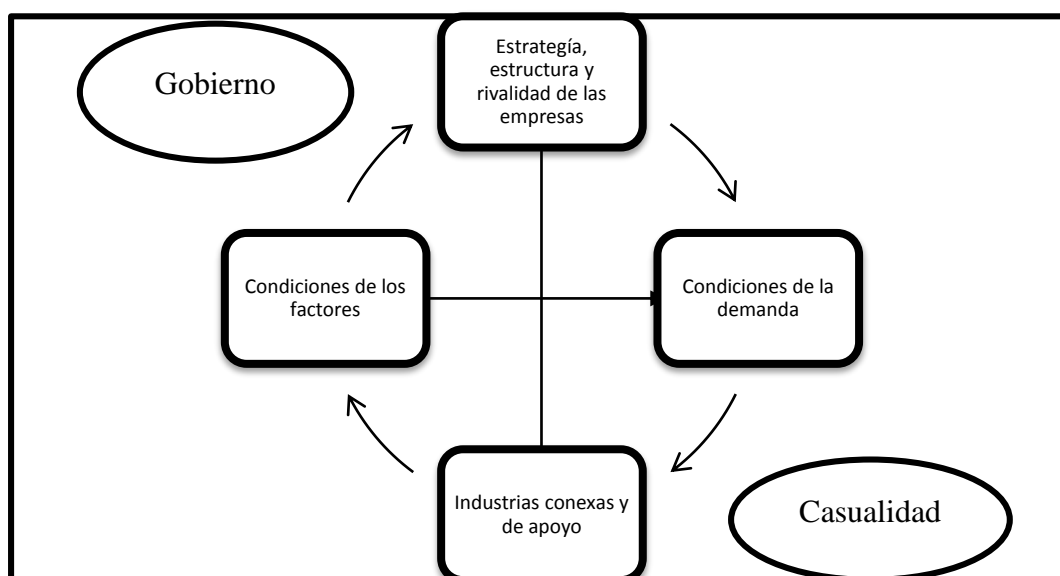 Gobierno
Estrategía,
estructura y
rivalidad de las
empresas
Condiciones de los
factores
Condiciones de la
demanda
Industrias conexas y
de apoyo
Casualidad